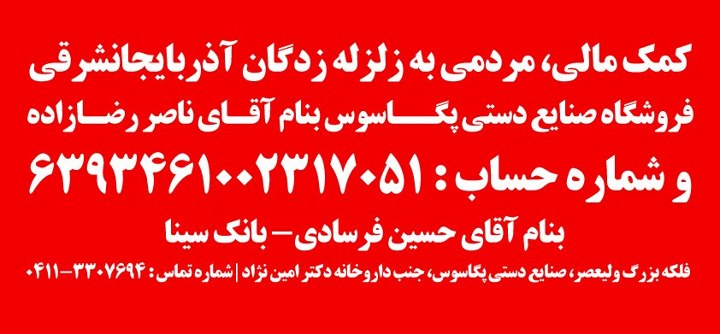 کمک مالی، مردمی به زلزله زدگان آذربایجانشرقی
فروشگاه صنایع دستی پگاسوس بنام آقای ناصر رضازاده
و شماره حساب : ۶۳۹۳۴۶۱۰۰۲۳۱۷۰۵۱
بنام آقای حسین فرسادی- بانک سینا
فلکه بزرگ ولیعصر، صنایع دستی پگاسوس، جنب داروخانه دکتر امین نژاد | شماره تماس : ۳۳۰۷۶۹۴-۰۴۱۱